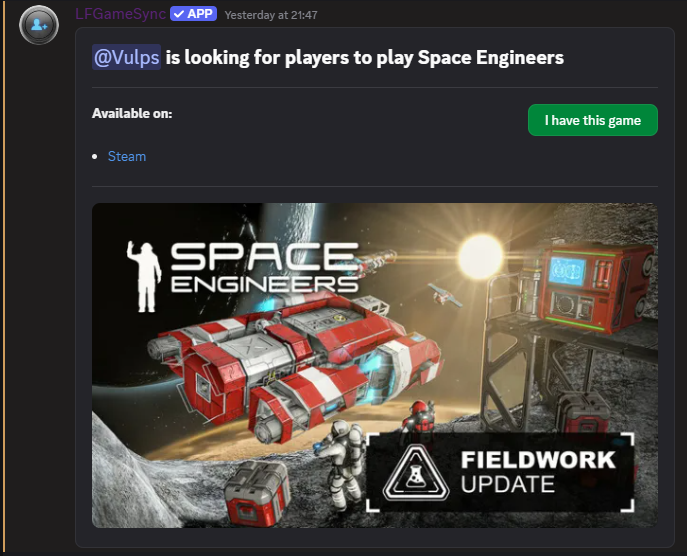 LFGameSync ✓ APP Yesterday at 21:47
@Vulps is looking for players to play Space Engineers
Available on:
I have this game
• Steam
SPACE
ENGINEERS
FIELDWORK
UPDATE